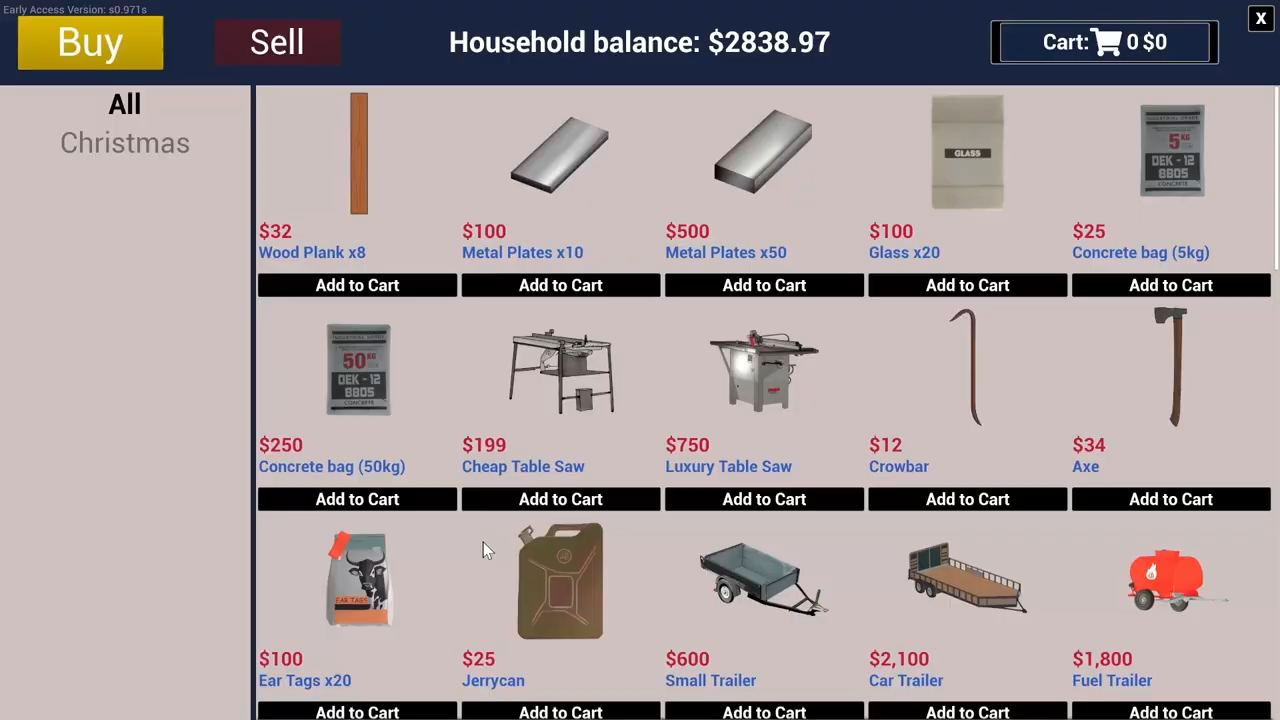 Early Access Version: s0.971s
Buy
Sell
Household balance: $2838.97
Cart: 0 $0
X
All
Christmas
GLASS
5KG
DEK - 12
8805
CONCRETE
$32
$100
$500
$100
$25
Wood Plank x8
Metal Plates x10
Metal Plates x50
Glass x20
Concrete bag (5kg)
Add to Cart
Add to Cart
Add to Cart
Add to Cart
Add to Cart
50KG
DEK - 12
8805
CONCRETE
$250
$199
$750
$12
$34
Concrete bag (50kg)
Cheap Table Saw
Luxury Table Saw
Crowbar
Axe
Add to Cart
Add to Cart
Add to Cart
Add to Cart
Add to Cart
EAR TAGS
$100
$25
$600
$2,100
$1,800
Ear Tags x20
Jerrycan
Small Trailer
Car Trailer
Fuel Trailer
Add to Cart
Add to Cart
Add to Cart
Add to Cart
Add to Cart